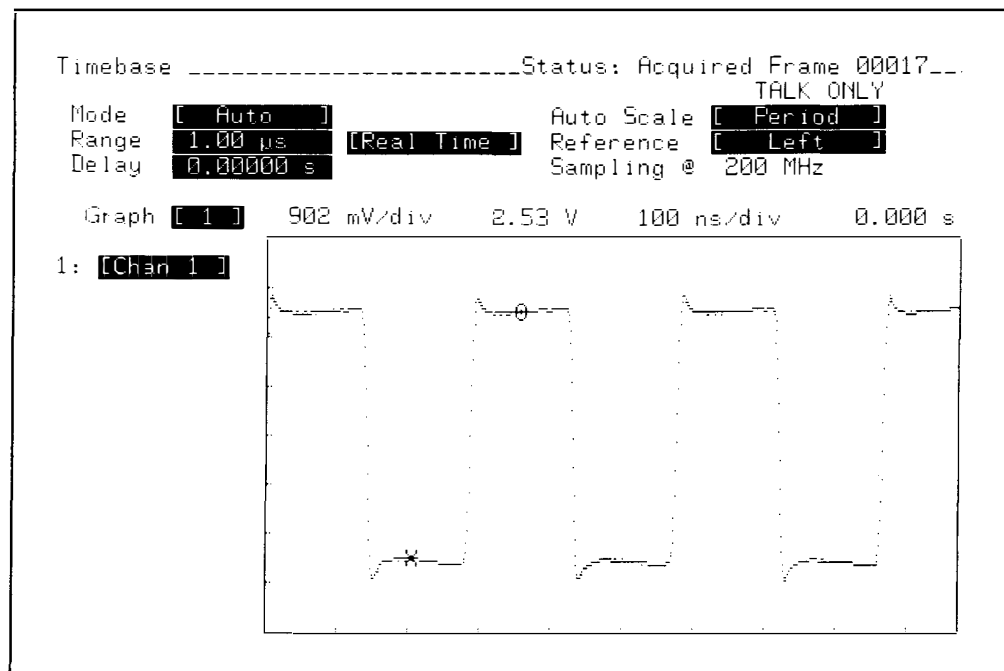 Timebase _______________________Status: Acquired Frame 00017__
TALK ONLY
Mode [ Auto ] Auto Scale [ Period ]
Range 1.00 µs [Real Time ] Reference [ Left ]
Delay 0.00000 s Sampling @ 200 MHz
Graph [ 1 ] 902 mV/div 2.53 V 100 ns/div 0.000 s
1: [Chan 1 ]